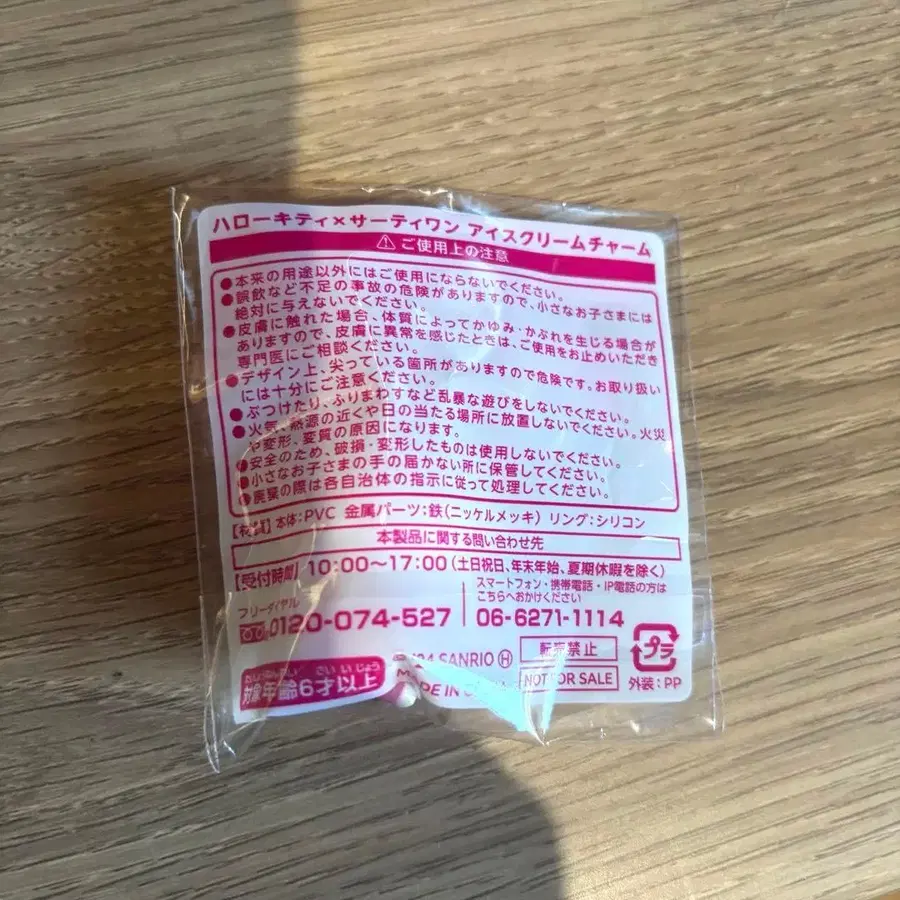 ハローキティ×サーティワン アイスクリームチャーム
⚠ご使用上の注意
●本来の用途以外にはご使用にならないでください。
●誤飲など不足の事故の危険がありますので、小さなお子さまには
絶対に与えないでください。
●皮膚に触れた場合、体質によってかゆみ・かぶれを生じる場合が
ありますので、皮膚に異常を感じたときは、ご使用をお止めいただき
専門医にご相談ください。
●デザイン上、尖っている箇所がありますので危険です。お取り扱い
には十分にご注意ください。
●ぶつけたり、ふりまわすなど乱暴な遊びをしないでください。
●火気、熱源の近くや日の当たる場所に放置しないでください。火災
や変形、変質の原因になります。
●安全のため、破損・変形したものは使用しないでください。
●小さなお子さまの手の届かない所に保管してください。
●廃棄の際は各自治体の指示に従って処理してください。
【材質】本体:PVC 金属パーツ:鉄(ニッケルメッキ) リング:シリコン
本製品に関する問い合わせ先
【受付時間】10:00〜17:00(土日祝日、年末年始、夏期休暇を除く)
フリーダイヤル
0120-074-527
スマートフォン・携帯電話・IP電話の方は
こちらへおかけください
06-6271-1114
年齢6才以上
さい いじょう
SANRIO Ⓗ
MADE IN
転売禁止
NOT FOR SALE
プラ
外装:PP